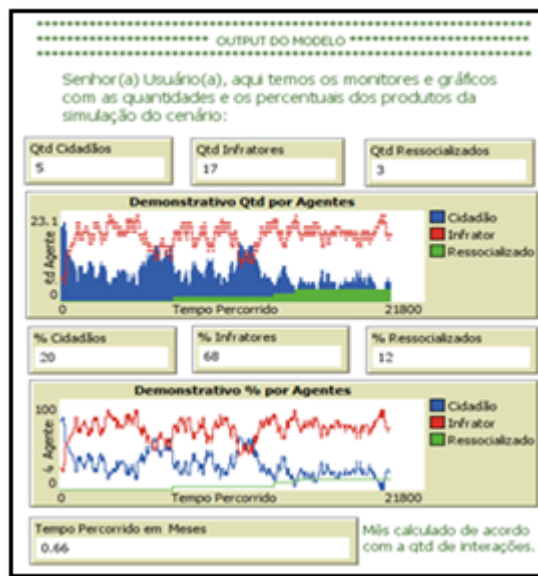 ************************************************************
********************* OUTPUT DO MODELO **********************
************************************************************
Senhor(a) Usuário(a), aqui temos os monitores e gráficos
com as quantidades e os percentuais dos produtos da
simulação do cenário:
Qtd Cidadãos
5
Qtd Infratores
17
Qtd Ressocializados
3
Demonstrativo Qtd por Agentes
23.1
td Agente
0
0
Tempo Percorrido
21800
Cidadão
Infrator
Ressocializado
% Cidadãos
20
% Infratores
68
% Ressocializados
12
Demonstrativo % por Agentes
100
% Agente
0
0
Tempo Percorrido
21800
Cidadão
Infrator
Ressocializado
Tempo Percorrido em Meses
0.66
Mês calculado de acordo
com a qtd de interações.